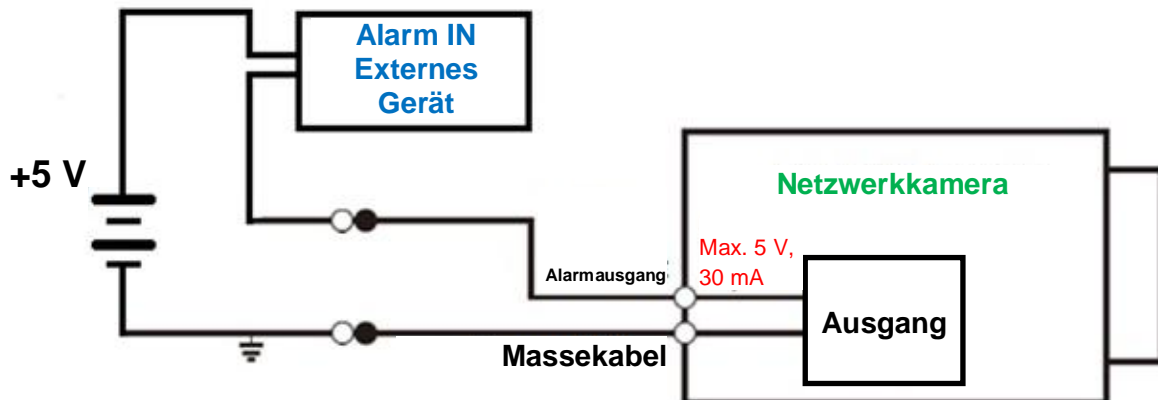 Alarm IN
Externes
Gerät
+5 V
Netzwerkkamera
Max. 5 V,
30 mA
Alarmausgang
Ausgang
Massekabel